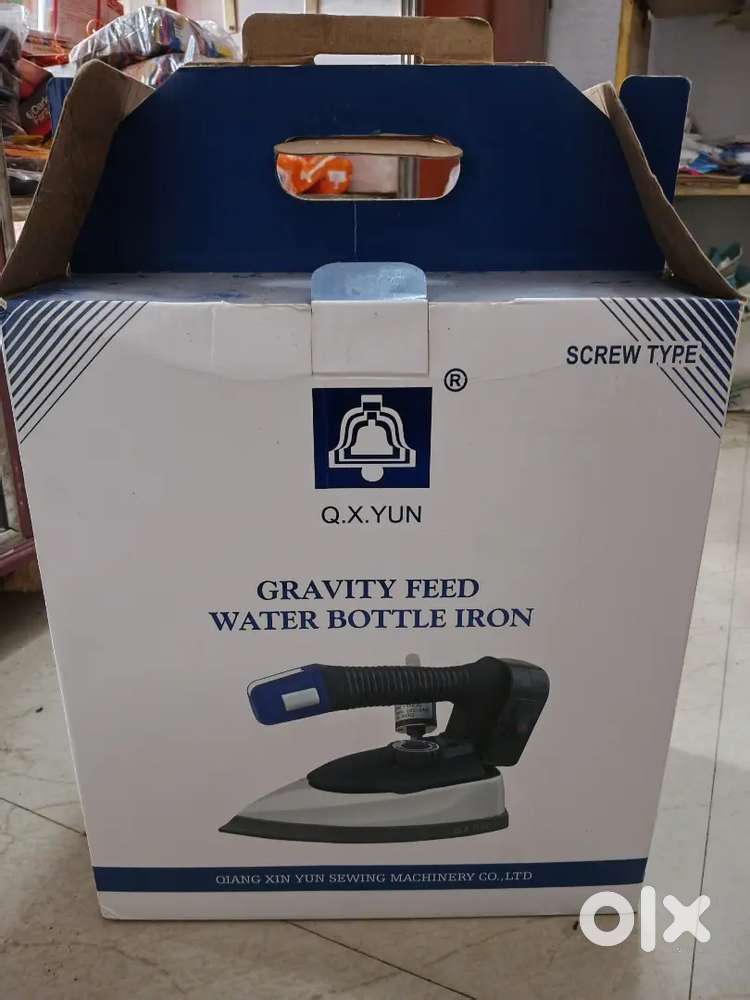 SCREW TYPE
®
Q.X.YUN
GRAVITY FEED
WATER BOTTLE IRON
QIANG XIN YUN SEWING MACHINERY CO.,LTD
olx